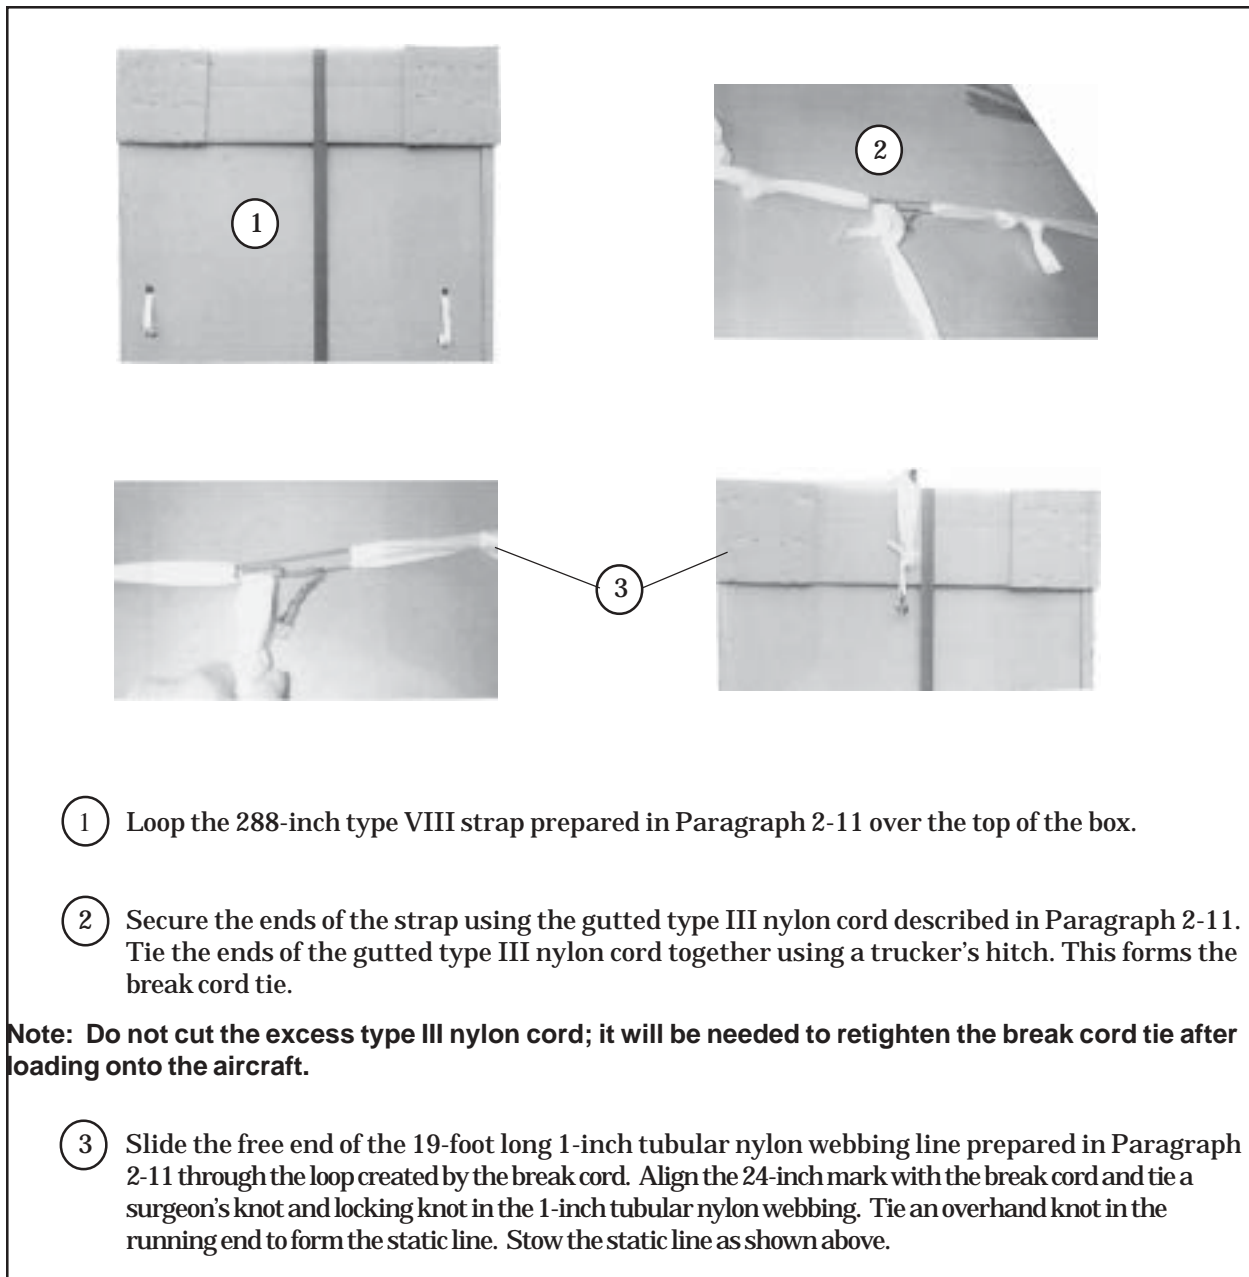 1
2
3
1 Loop the 288-inch type VIII strap prepared in Paragraph 2-11 over the top of the box.
2 Secure the ends of the strap using the gutted type III nylon cord described in Paragraph 2-11.
Tie the ends of the gutted type III nylon cord together using a trucker's hitch. This forms the
break cord tie.
Note: Do not cut the excess type III nylon cord; it will be needed to retighten the break cord tie after
loading onto the aircraft.
3 Slide the free end of the 19-foot long 1-inch tubular nylon webbing line prepared in Paragraph
2-11 through the loop created by the break cord. Align the 24-inch mark with the break cord and tie a
surgeon's knot and locking knot in the 1-inch tubular nylon webbing. Tie an overhand knot in the
running end to form the static line. Stow the static line as shown above.